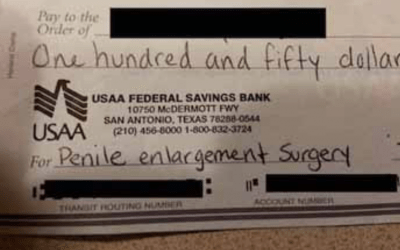 Pay to the
Order of
One hundred and fifty dollar
USAA FEDERAL SAVINGS BANK
10750 McDERMOTT FWY
SAN ANTONIO, TEXAS 78288-0544
(210) 456-8000 1-800-832-3724
USAA
For Penile enlargement Surgery
TRANSIT ROUTING NUMBER
ACCOUNT NUMBER